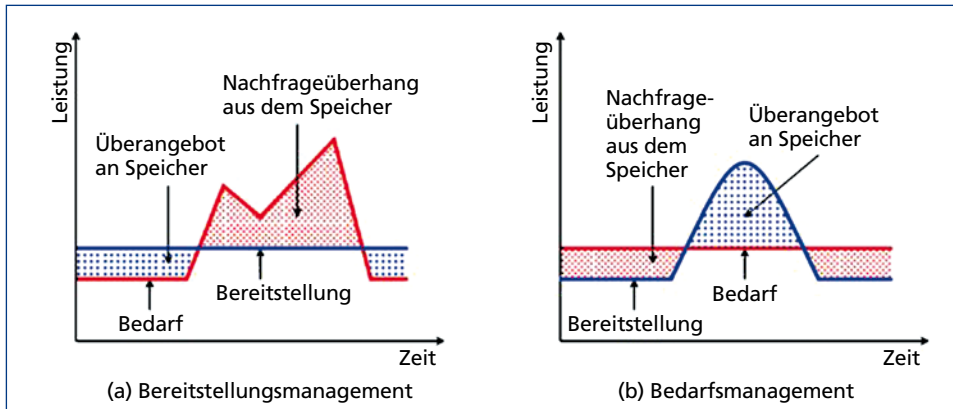 Leistung
Nachfrageüberhang
aus dem Speicher
Überangebot
an Speicher
Bereitstellung
Bedarf
Zeit
(a) Bereitstellungsmanagement
Leistung
Nachfrage-
überhang
aus dem
Speicher
Überangebot
an Speicher
Bedarf
Bereitstellung
Zeit
(b) Bedarfsmanagement